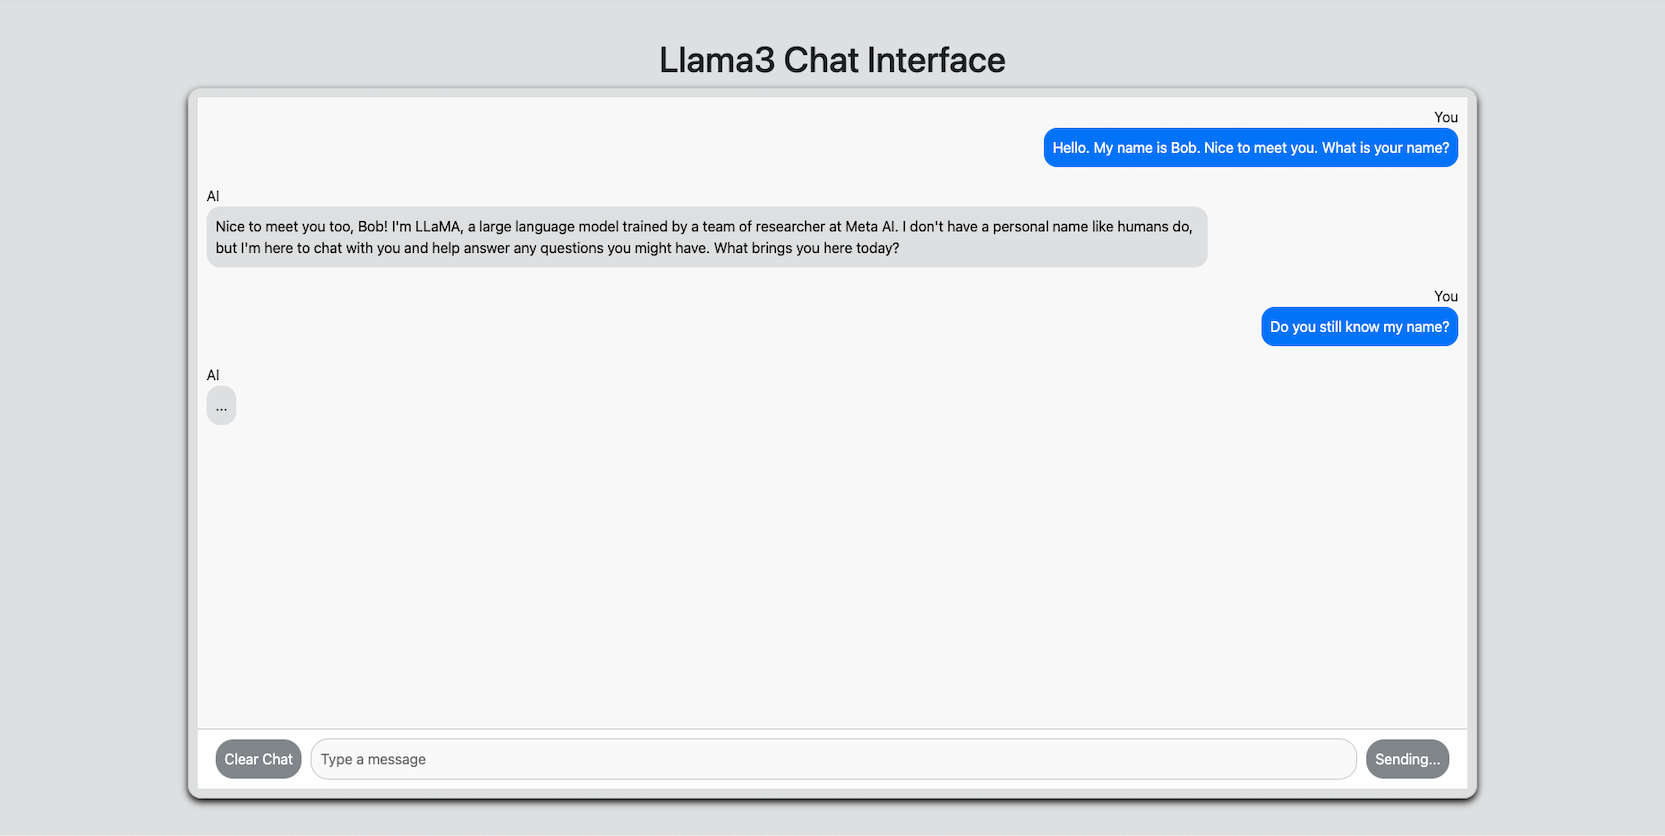 Llama3 Chat Interface
You
Hello. My name is Bob. Nice to meet you. What is your name?
AI
Nice to meet you too, Bob! I'm LLaMA, a large language model trained by a team of researcher at Meta AI. I don't have a personal name like humans do,
but I'm here to chat with you and help answer any questions you might have. What brings you here today?
You
Do you still know my name?
AI
...
Clear Chat
Type a message
Sending...